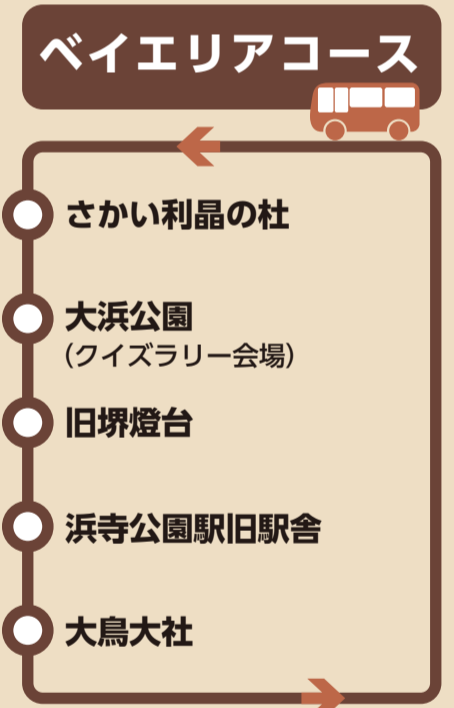 ベイエリアコース
さかい利晶の杜
大浜公園
（クイズラリー会場）
旧堺燈台
浜寺公園駅旧駅舎
大鳥大社